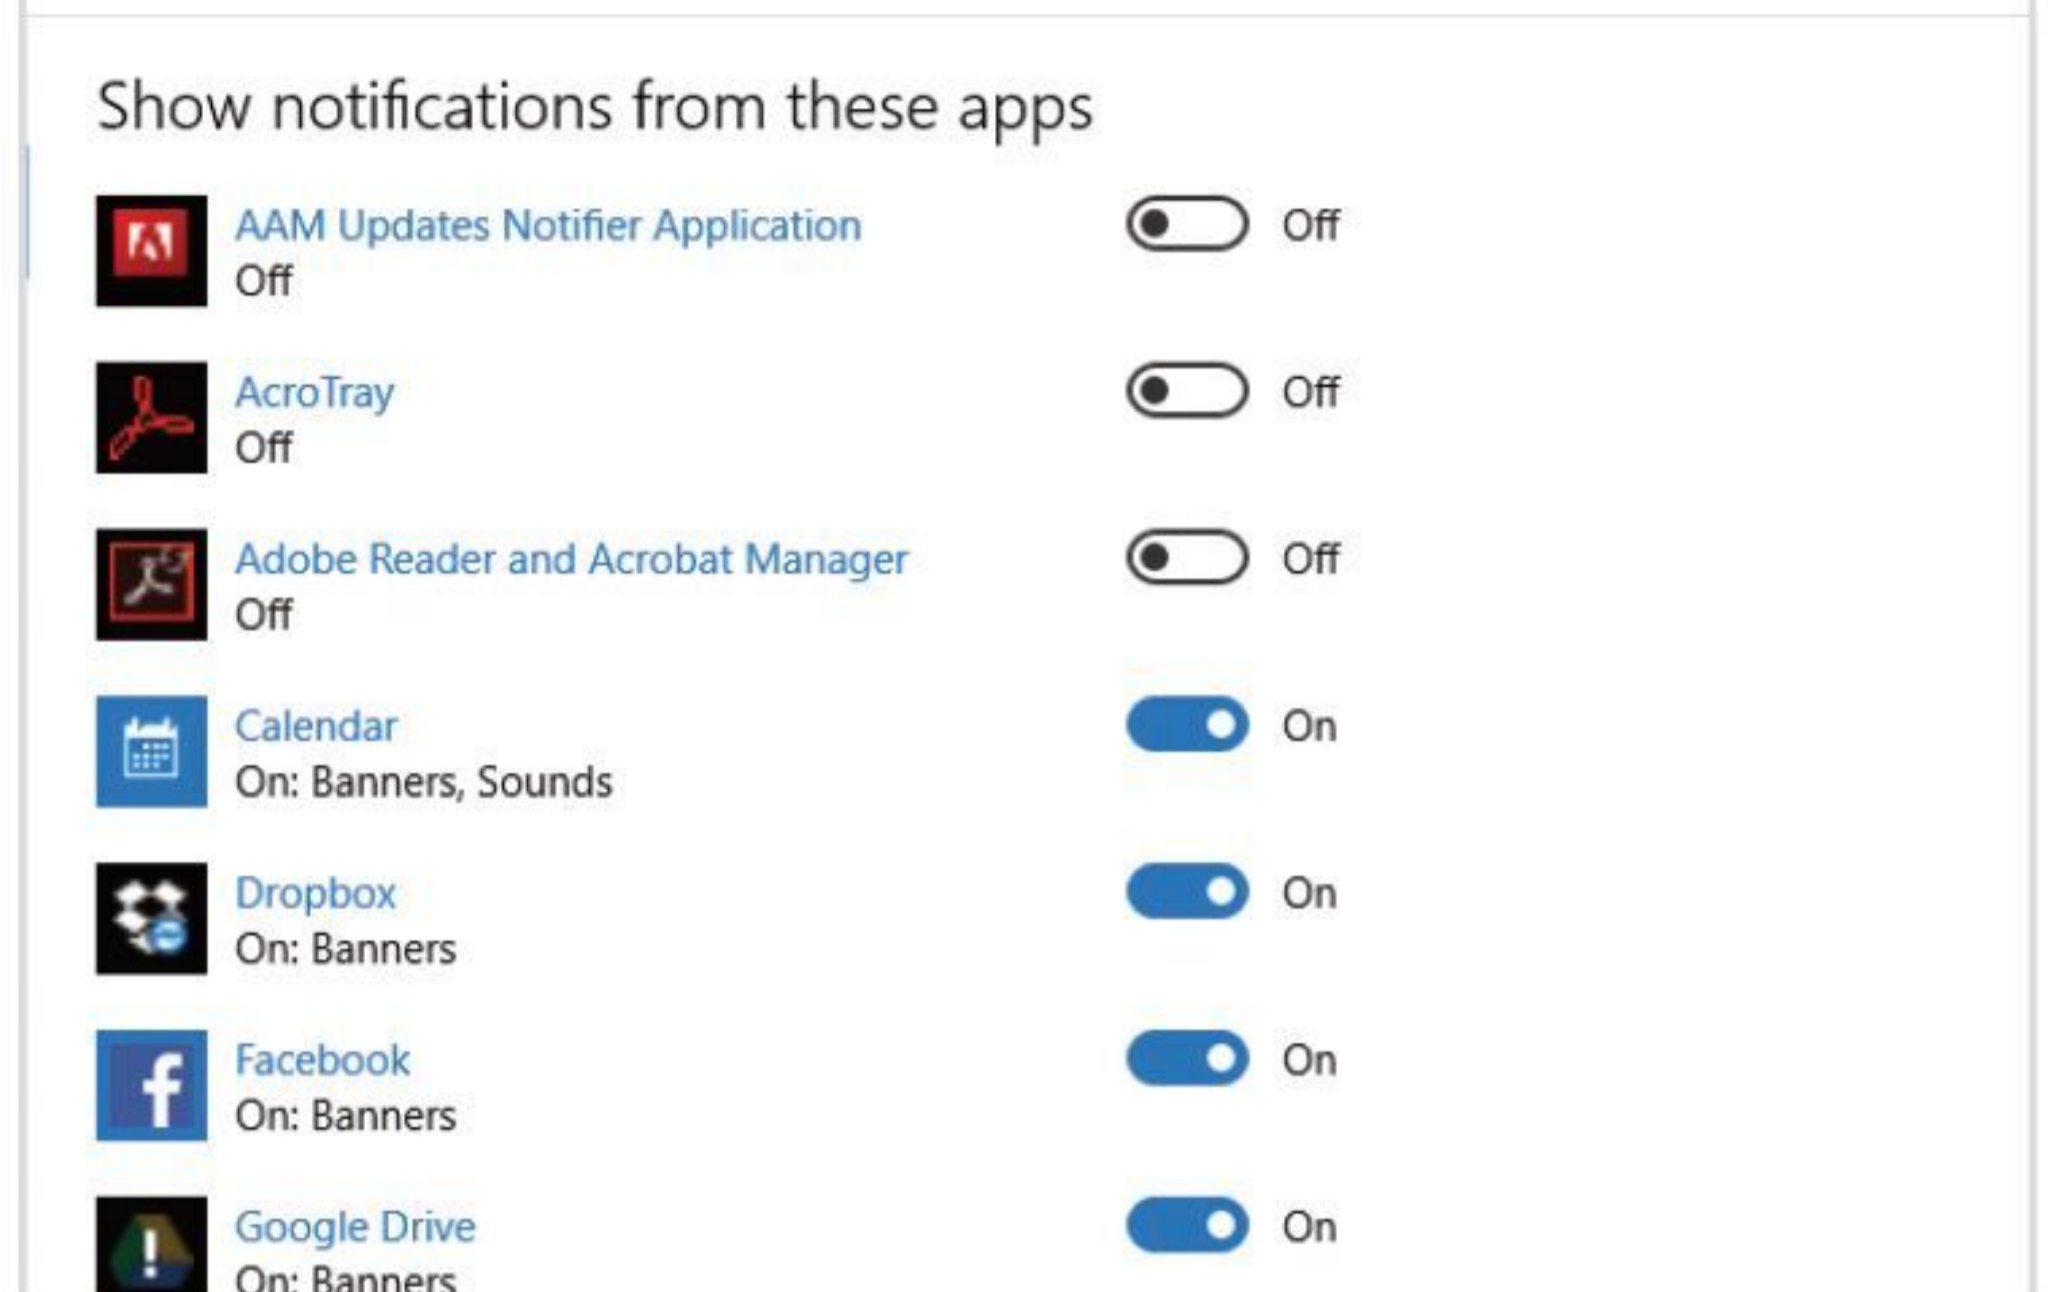 Show notifications from these apps
AAM Updates Notifier Application
Off
Off
AcroTray
Off
Off
Adobe Reader and Acrobat Manager
Off
Off
Calendar
On
On: Banners, Sounds
Dropbox
On
On: Banners
Facebook
On
On: Banners
Google Drive
On
On: Banners